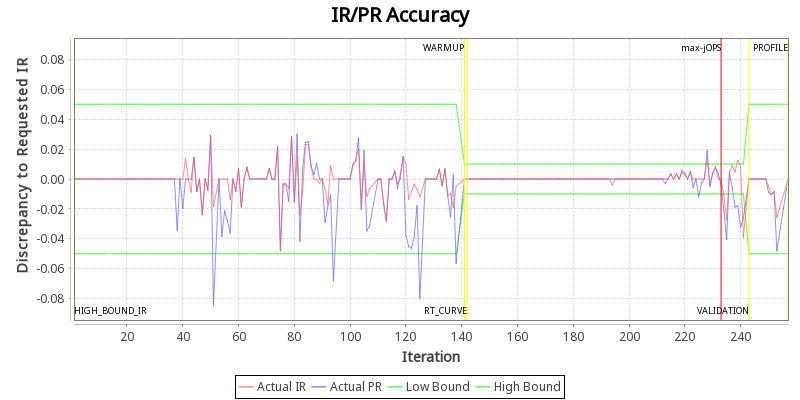 IR/PR Accuracy
WARMUP
max-jOPS
PROFILE
0.08
0.06
0.04
0.02
0.00
-0.02
-0.04
-0.06
-0.08
Discrepancy to Requested IR
HIGH_BOUND_IR
RT_CURVE
VALIDATION
20 40 60 80 100 120 140 160 180 200 220 240
Iteration
Actual IR Actual PR Low Bound High Bound